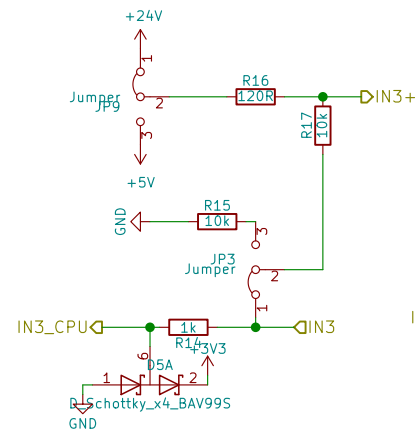 +24V
1
Jumper
JP9
2
3
+5V
R16
120R
IN3+
R17
10k
R15
GND
10k
3
JP3
Jumper
2
1
IN3_CPU
1k
R14
IN3
+3V3
6
D5A
1
2
D_Schottky_x4_BAV99S
GND